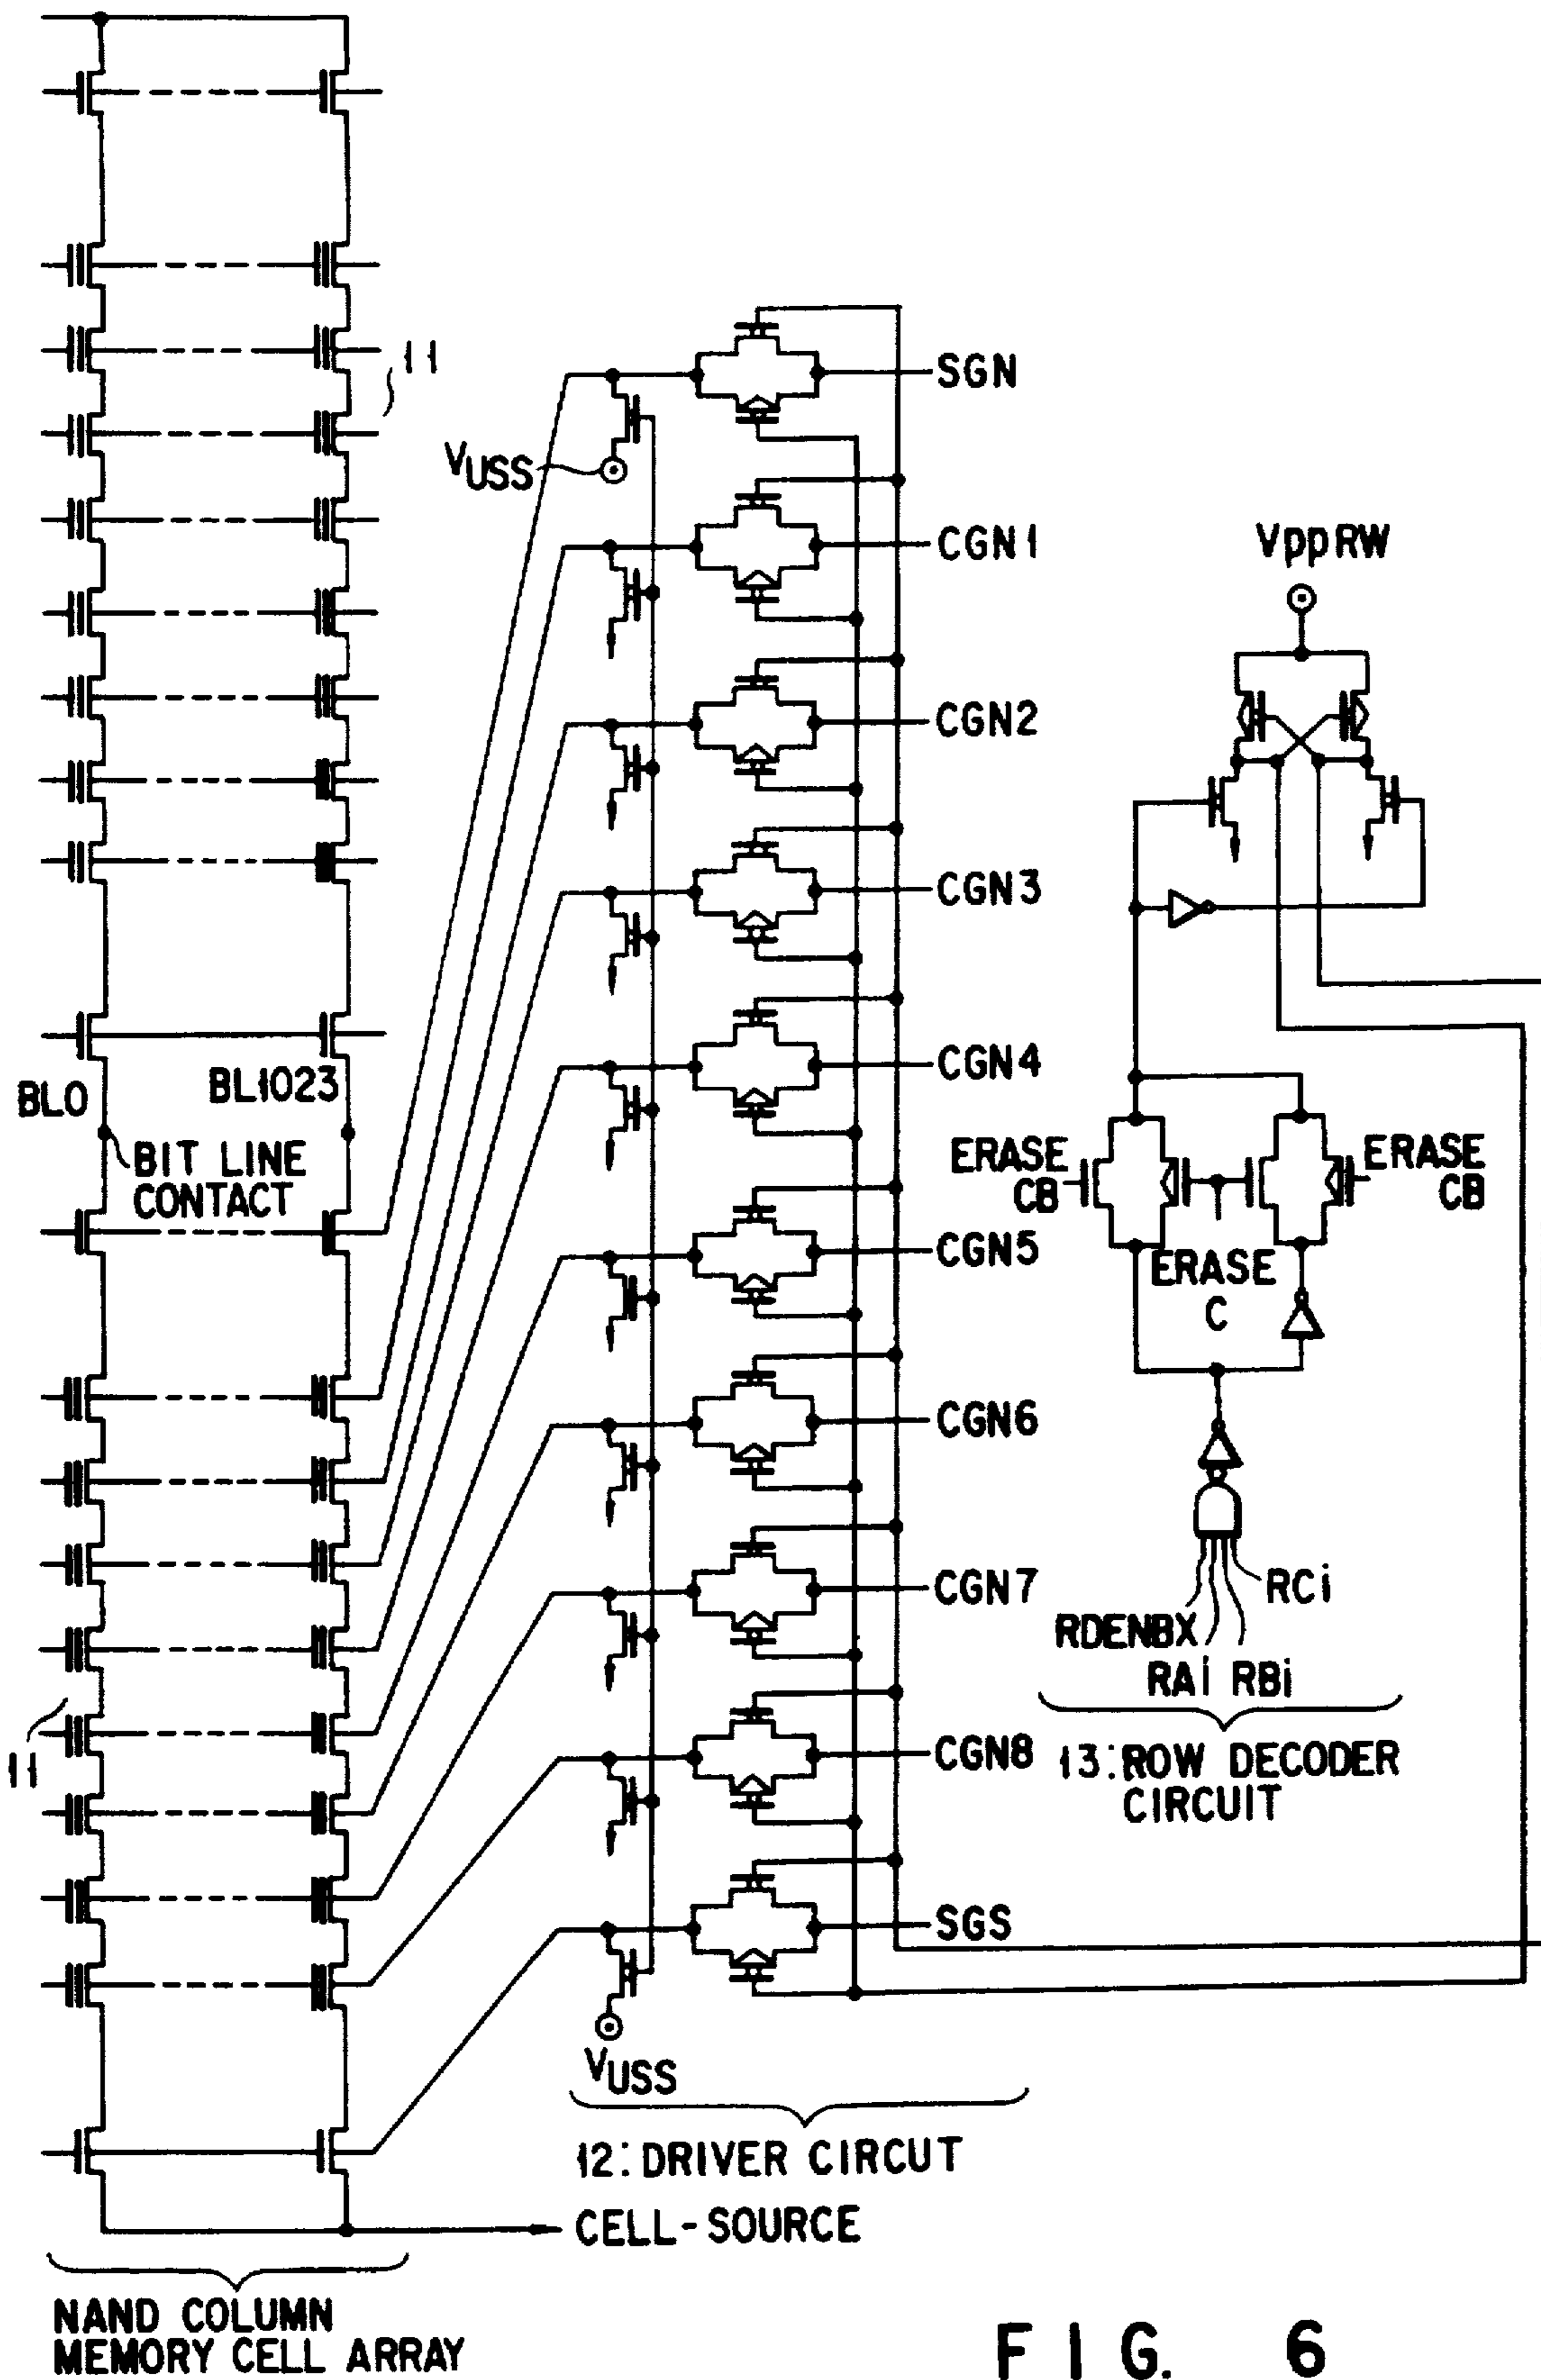 11
SGN
VUSS
CGN1
VppRW
CGN2
CGN3
CGN4
BL0
BL1023
BIT LINE
CONTACT
ERASE
CB
ERASE
CB
ERASE
C
CGN5
CGN6
CGN7
RCi
RDENBX
RAi RBi
11
CGN8
13:ROW DECODER
CIRCUIT
SGS
VUSS
12:DRIVER CIRCUT
CELL-SOURCE
NAND COLUMN
MEMORY CELL ARRAY
FIG. 6